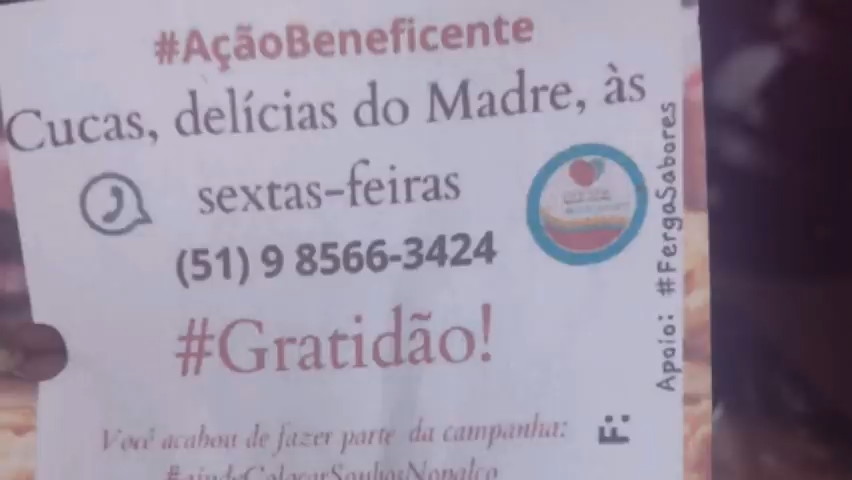 #AçãoBeneficente
Cucas, delícias do Madre, às
sextas-feiras
(51) 9 8566-3424
#Gratidão!
Você acabou de fazer parte da campanha:
Apoio: #FergaSabores
F: